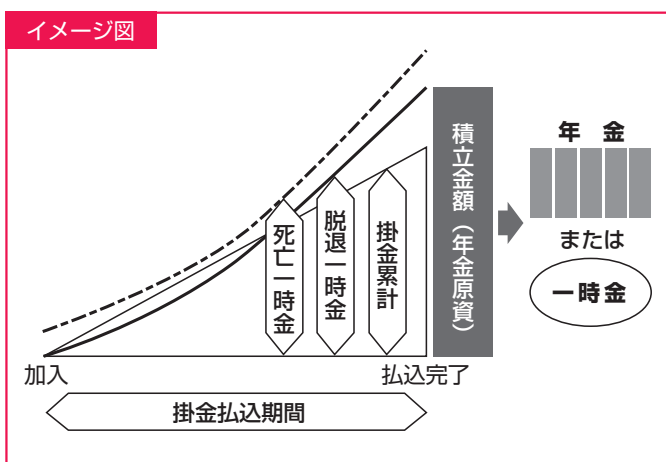 イメージ図
死亡一時金
脱退一時金
掛金累計
積立金額（年金原資）
年 金
または
一時金
加入
払込完了
掛金払込期間